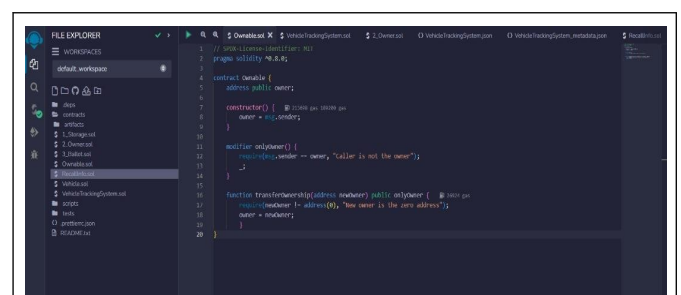 FILE EXPLORER
WORKSPACES
default_workspace
.deps
contracts
artifacts
1_Storage.sol
2_Owner.sol
3_Ballot.sol
Ownable.sol
RecallInfo.sol
Vehicle.sol
VehicleTrackingSystem.sol
scripts
tests
.prettierrc.json
README.txt
Ownable.sol X
VehicleTrackingSystem.sol
2_Owner.sol
VehicleTrackingSystem.json
VehicleTrackingSystem_metadata.json
RecallInfo.sol
1 // SPDX-License-Identifier: MIT
2 pragma solidity ^0.8.0;
3
4 contract Ownable {
5 address public owner;
6
7 constructor() {
8 owner = msg.sender;
9 }
10
11 modifier onlyOwner() {
12 require(msg.sender == owner, "Caller is not the owner");
13 _;
14 }
15
16 function transferOwnership(address newOwner) public onlyOwner {
17 require(newOwner != address(0), "New owner is the zero address");
18 owner = newOwner;
19 }
20 }